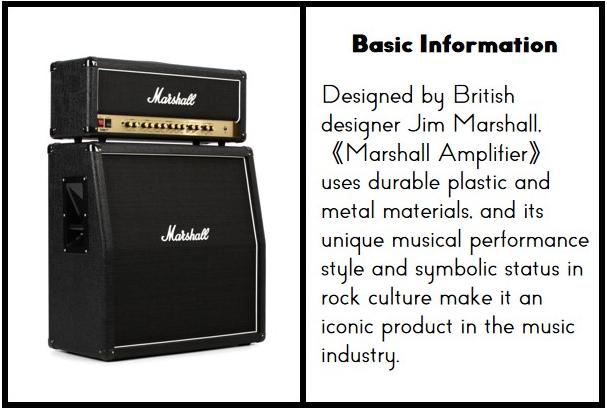 Marshall
Marshall
Basic Information
Designed by British
designer Jim Marshall,
《Marshall Amplifier》
uses durable plastic and
metal materials, and its
unique musical performance
style and symbolic status in
rock culture make it an
iconic product in the music
industry.